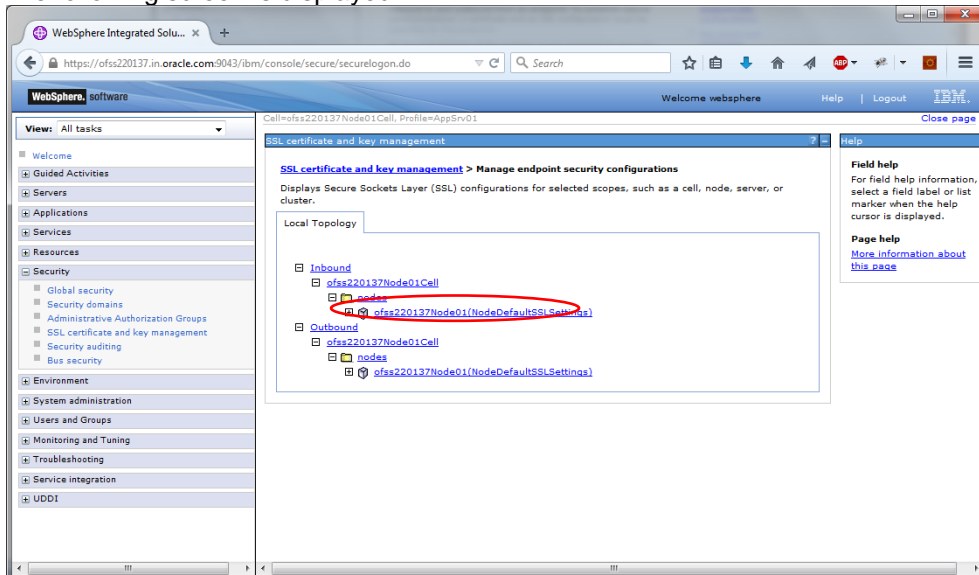 WebSphere Integrated Solu... × +
https://ofss220137.in.oracle.com:9043/ibm/console/secure/securelogon.do
Search
ABP
WebSphere. software
Welcome websphere
Help | Logout
IBM.
View: All tasks
Welcome
Guided Activities
Servers
Applications
Services
Resources
Security
Global security
Security domains
Administrative Authorization Groups
SSL certificate and key management
Security auditing
Bus security
Environment
System administration
Users and Groups
Monitoring and Tuning
Troubleshooting
Service integration
UDDI
Cell=ofss220137Node01Cell, Profile=AppSrv01
Close page
SSL certificate and key management ? -
SSL certificate and key management > Manage endpoint security configurations
Displays Secure Sockets Layer (SSL) configurations for selected scopes, such as a cell, node, server, or
cluster.
Local Topology
Inbound
ofss220137Node01Cell
nodes
ofss220137Node01(NodeDefaultSSLSettings)
Outbound
ofss220137Node01Cell
nodes
ofss220137Node01(NodeDefaultSSLSettings)
Help
Field help
For field help information,
select a field label or list
marker when the help
cursor is displayed.
Page help
More information about
this page